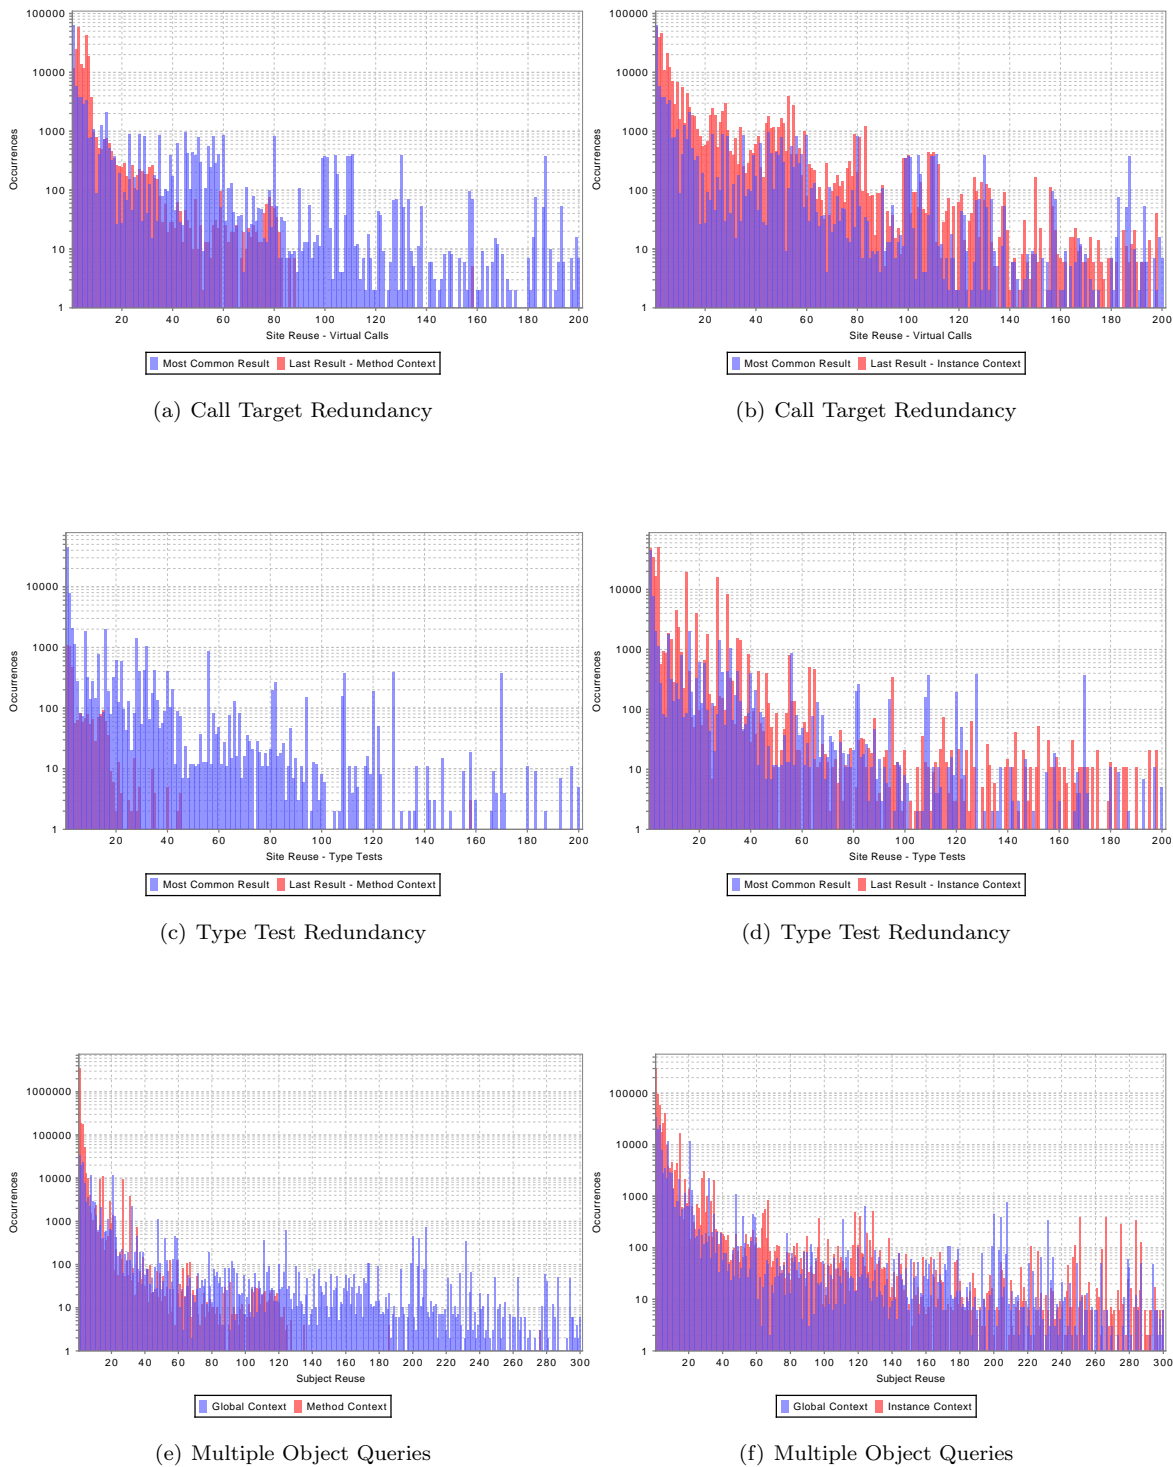 100000
10000
1000
100
10
1
Occurrences
20 40 60 80 100 120 140 160 180 200
Site Reuse - Virtual Calls
Most Common Result Last Result - Method Context
(a) Call Target Redundancy
100000
10000
1000
100
10
1
Occurrences
20 40 60 80 100 120 140 160 180 200
Site Reuse - Virtual Calls
Most Common Result Last Result - Instance Context
(b) Call Target Redundancy
10000
1000
100
10
1
Occurrences
20 40 60 80 100 120 140 160 180 200
Site Reuse - Type Tests
Most Common Result Last Result - Method Context
(c) Type Test Redundancy
10000
1000
100
10
1
Occurrences
20 40 60 80 100 120 140 160 180 200
Site Reuse - Type Tests
Most Common Result Last Result - Instance Context
(d) Type Test Redundancy
1000000
100000
10000
1000
100
10
1
Occurrences
20 40 60 80 100 120 140 160 180 200 220 240 260 280 300
Subject Reuse
Global Context Method Context
(e) Multiple Object Queries
100000
10000
1000
100
10
1
Occurrences
20 40 60 80 100 120 140 160 180 200 220 240 260 280 300
Subject Reuse
Global Context Instance Context
(f) Multiple Object Queries